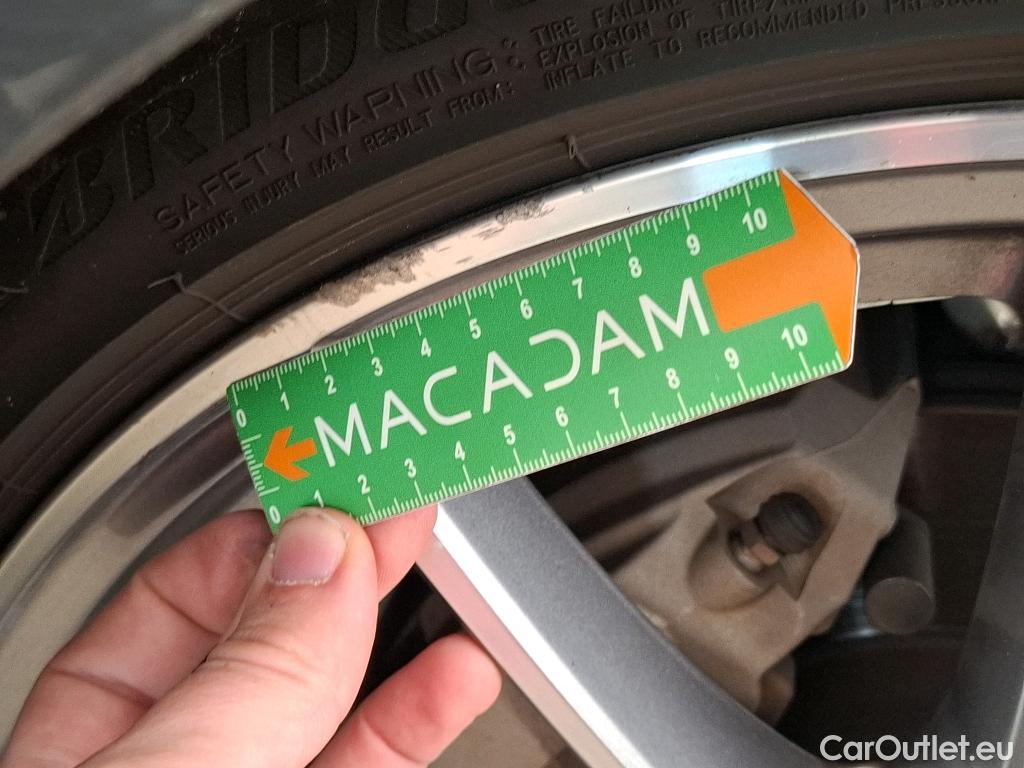 BRIDG
SAFETY WARNING:
SERIOUS INJURY MAY RESULT FROM:
TIRE FAILURE
EXPLOSION OF TIRE/
INFLATE TO RECOMMENDED
0 1 2 3 4 5 6 7 8 9 10
MACADAM
0 1 2 3 4 5 6 7 8 9 10
CarOutlet.eu